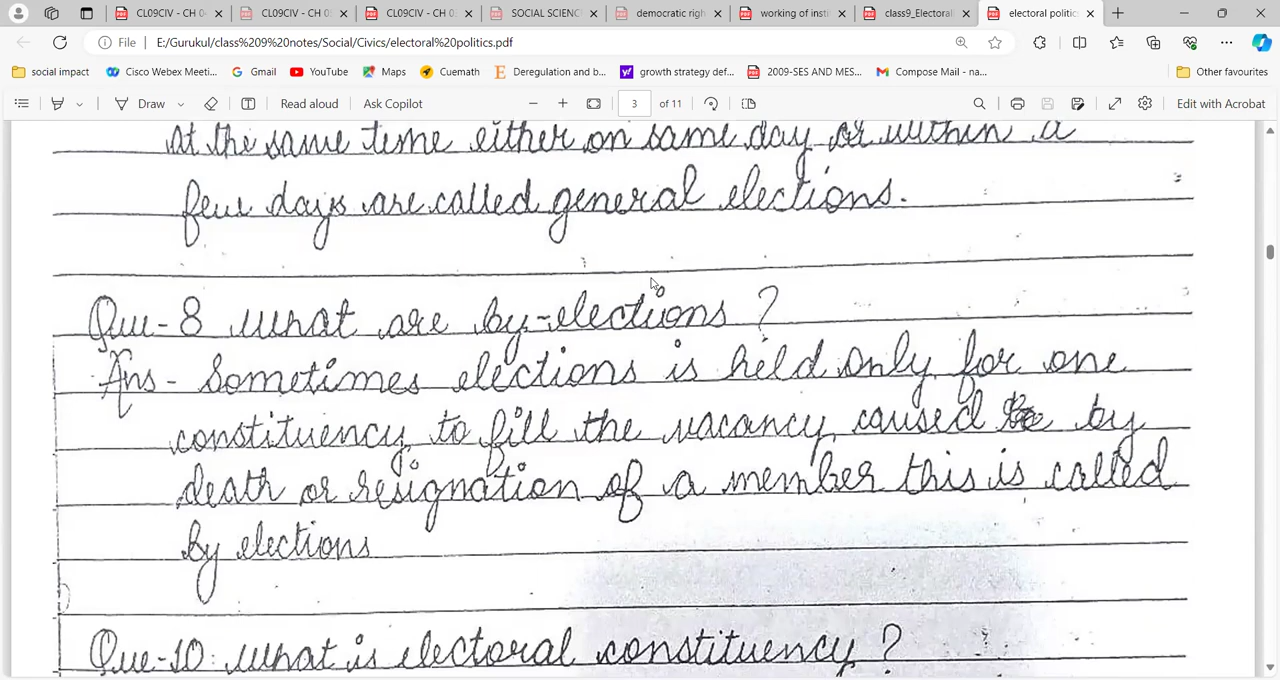 CL09CIV - CH 0
CL09CIV - CH 0
CL09CIV - CH 0
SOCIAL SCIENC
democratic righ
working of insti
class9_Electoral
electoral politic
File E:/Gurukul/class%209%20notes/Social/Civics/electoral%20politics.pdf
social impact Cisco Webex Meeti... Gmail YouTube Maps Cuemath Deregulation and b... growth strategy def... 2009-SES AND MES... Compose Mail - na... Other favourites
Draw Read aloud Ask Copilot 3 of 11 Edit with Acrobat
at the same time either on same day or within a
few days are called general elections.
Que-8 what are by-elections ?
Ans - Sometimes elections is held only for one
constituency to fill the vacancy caused by
death or resignation of a member this is called
by elections
Que-10 what is electoral constituency ?